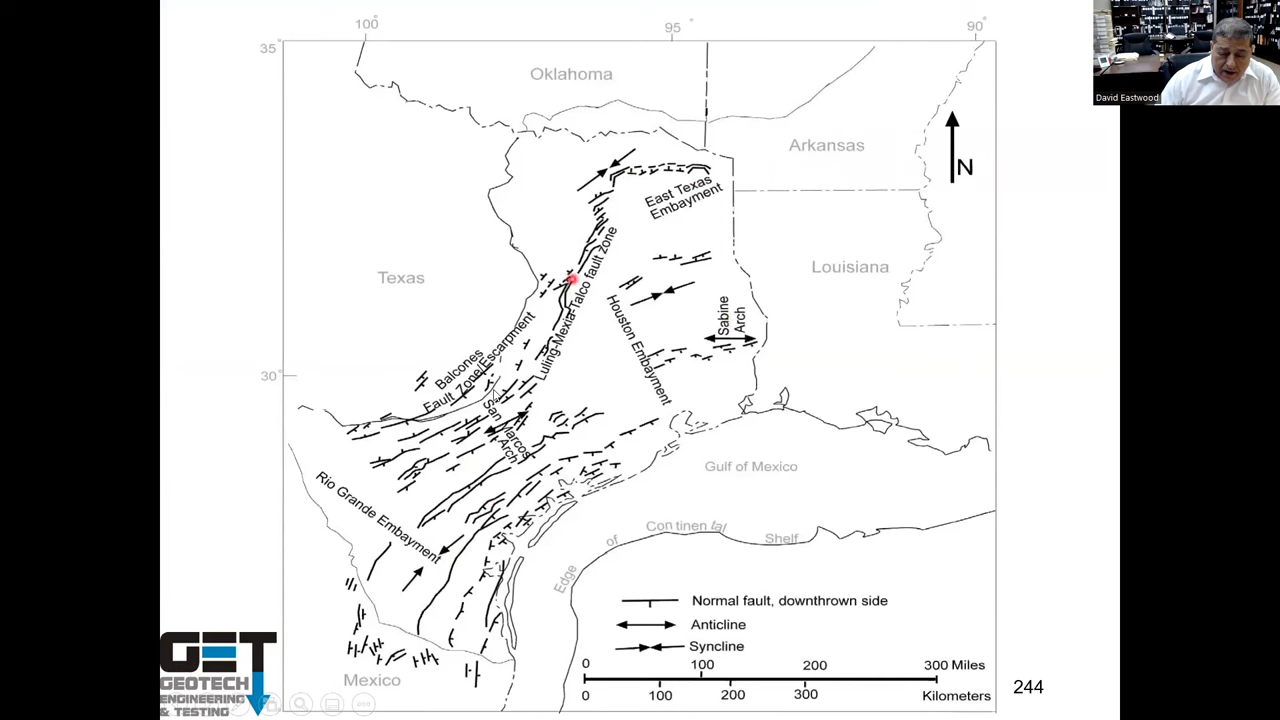 100°
95°
90°
35°
Oklahoma
David Eastwood
Arkansas
N
East Texas
Embayment
Texas
Louisiana
Luling-Mexia-Talco fault zone
Houston Embayment
Sabine
Arch
Balcones
Fault Zone/Escarpment
30°
San Marcos
Arch
Gulf of Mexico
Rio Grande Embayment
Edge of Continental Shelf
Normal fault, downthrown side
Anticline
Syncline
0 100 200 300 Miles
0 100 200 300 Kilometers
Mexico
244
GET
GEOTECH
ENGINEERING
& TESTING